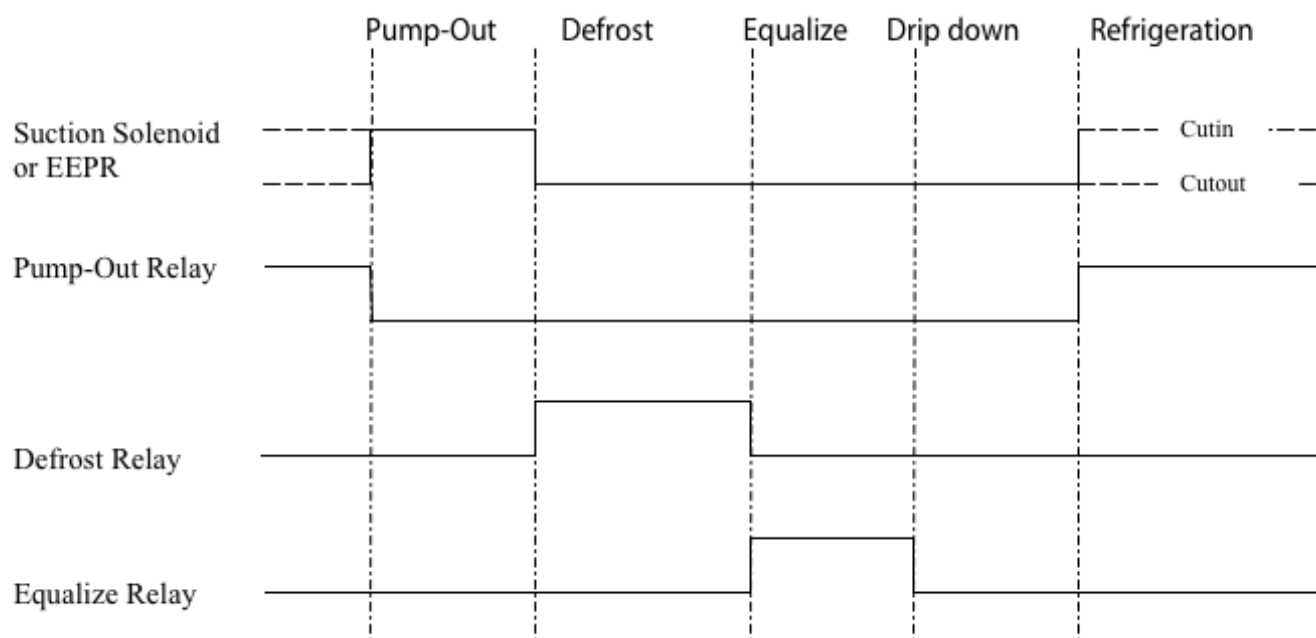 Pump-Out Defrost Equalize Drip down Refrigeration
Suction Solenoid
or EEPR
Cutin
Cutout
Pump-Out Relay
Defrost Relay
Equalize Relay